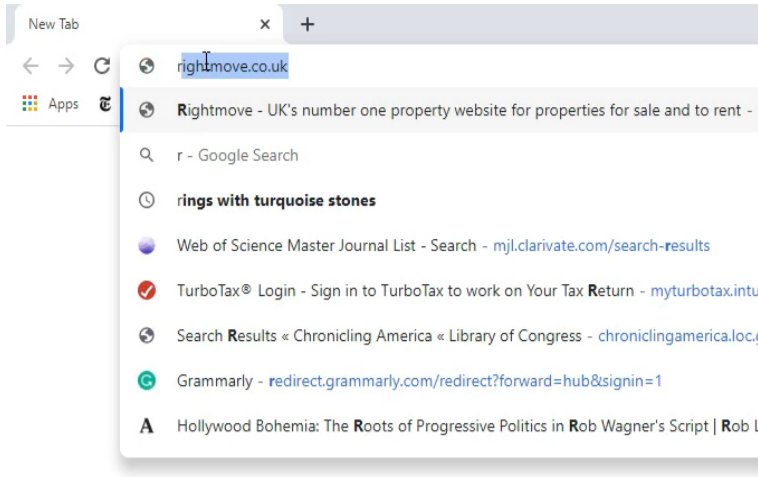 New Tab
rightmove.co.uk
Apps
Rightmove - UK's number one property website for properties for sale and to rent -
r - Google Search
rings with turquoise stones
Web of Science Master Journal List - Search - mjl.clarivate.com/search-results
TurboTax® Login - Sign in to TurboTax to work on Your Tax Return - myturbotax.intu
Search Results « Chronicling America « Library of Congress - chroniclingamerica.loc.g
Grammarly - redirect.grammarly.com/redirect?forward=hub&signin=1
Hollywood Bohemia: The Roots of Progressive Politics in Rob Wagner's Script | Rob L